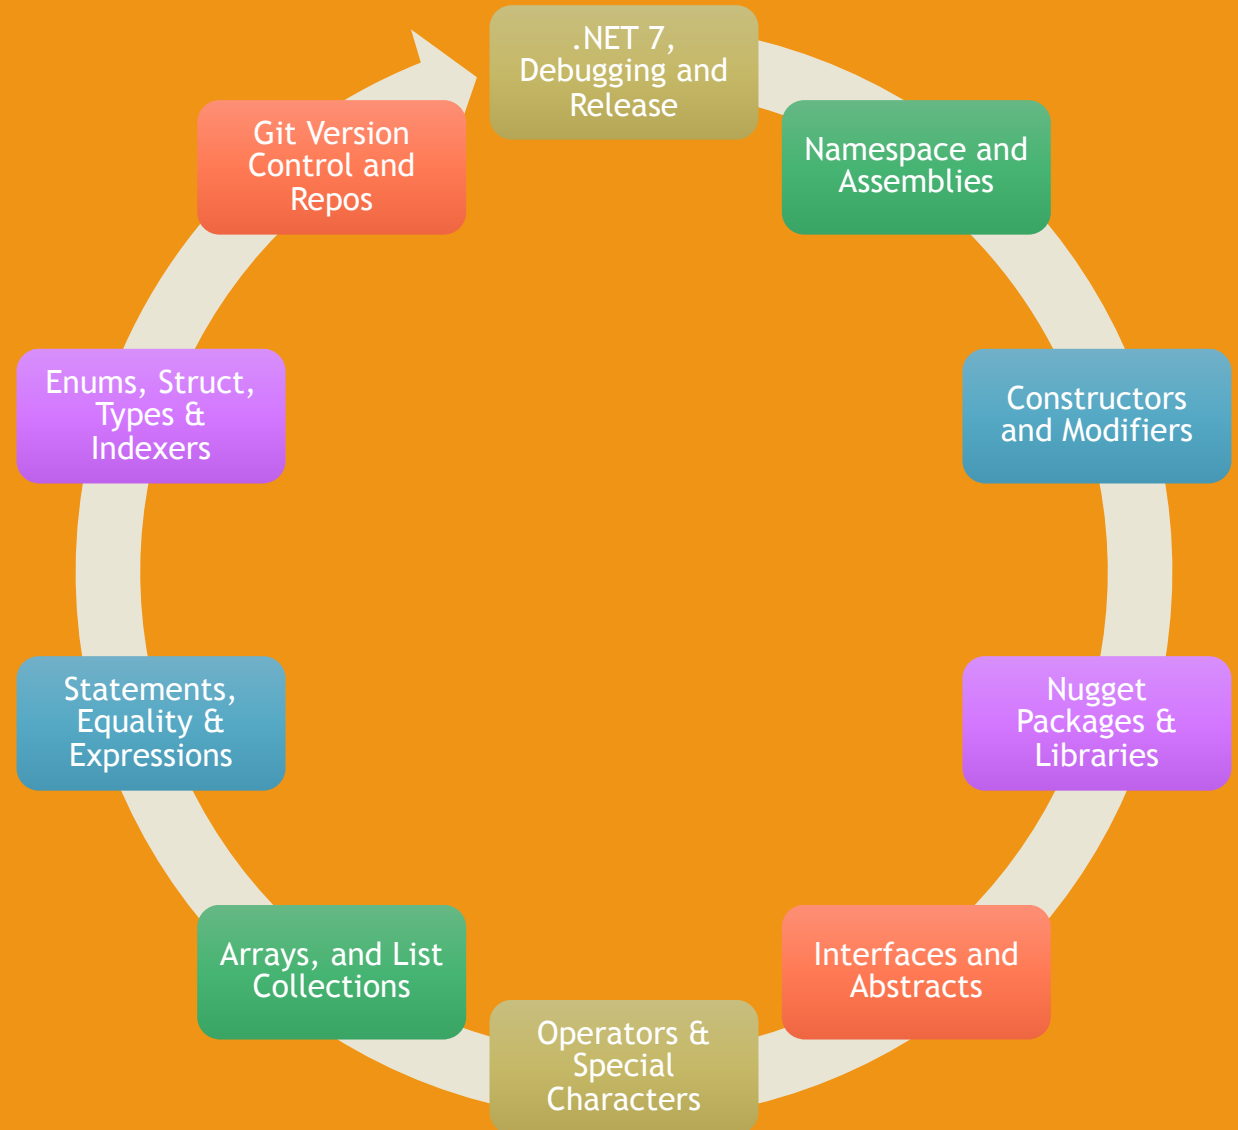 .NET 7,
Debugging and
Release
Namespace and
Assemblies
Constructors
and Modifiers
Nugget
Packages &
Libraries
Interfaces and
Abstracts
Operators &
Special
Characters
Arrays, and List
Collections
Statements,
Equality &
Expressions
Enums, Struct,
Types &
Indexers
Git Version
Control and
Repos